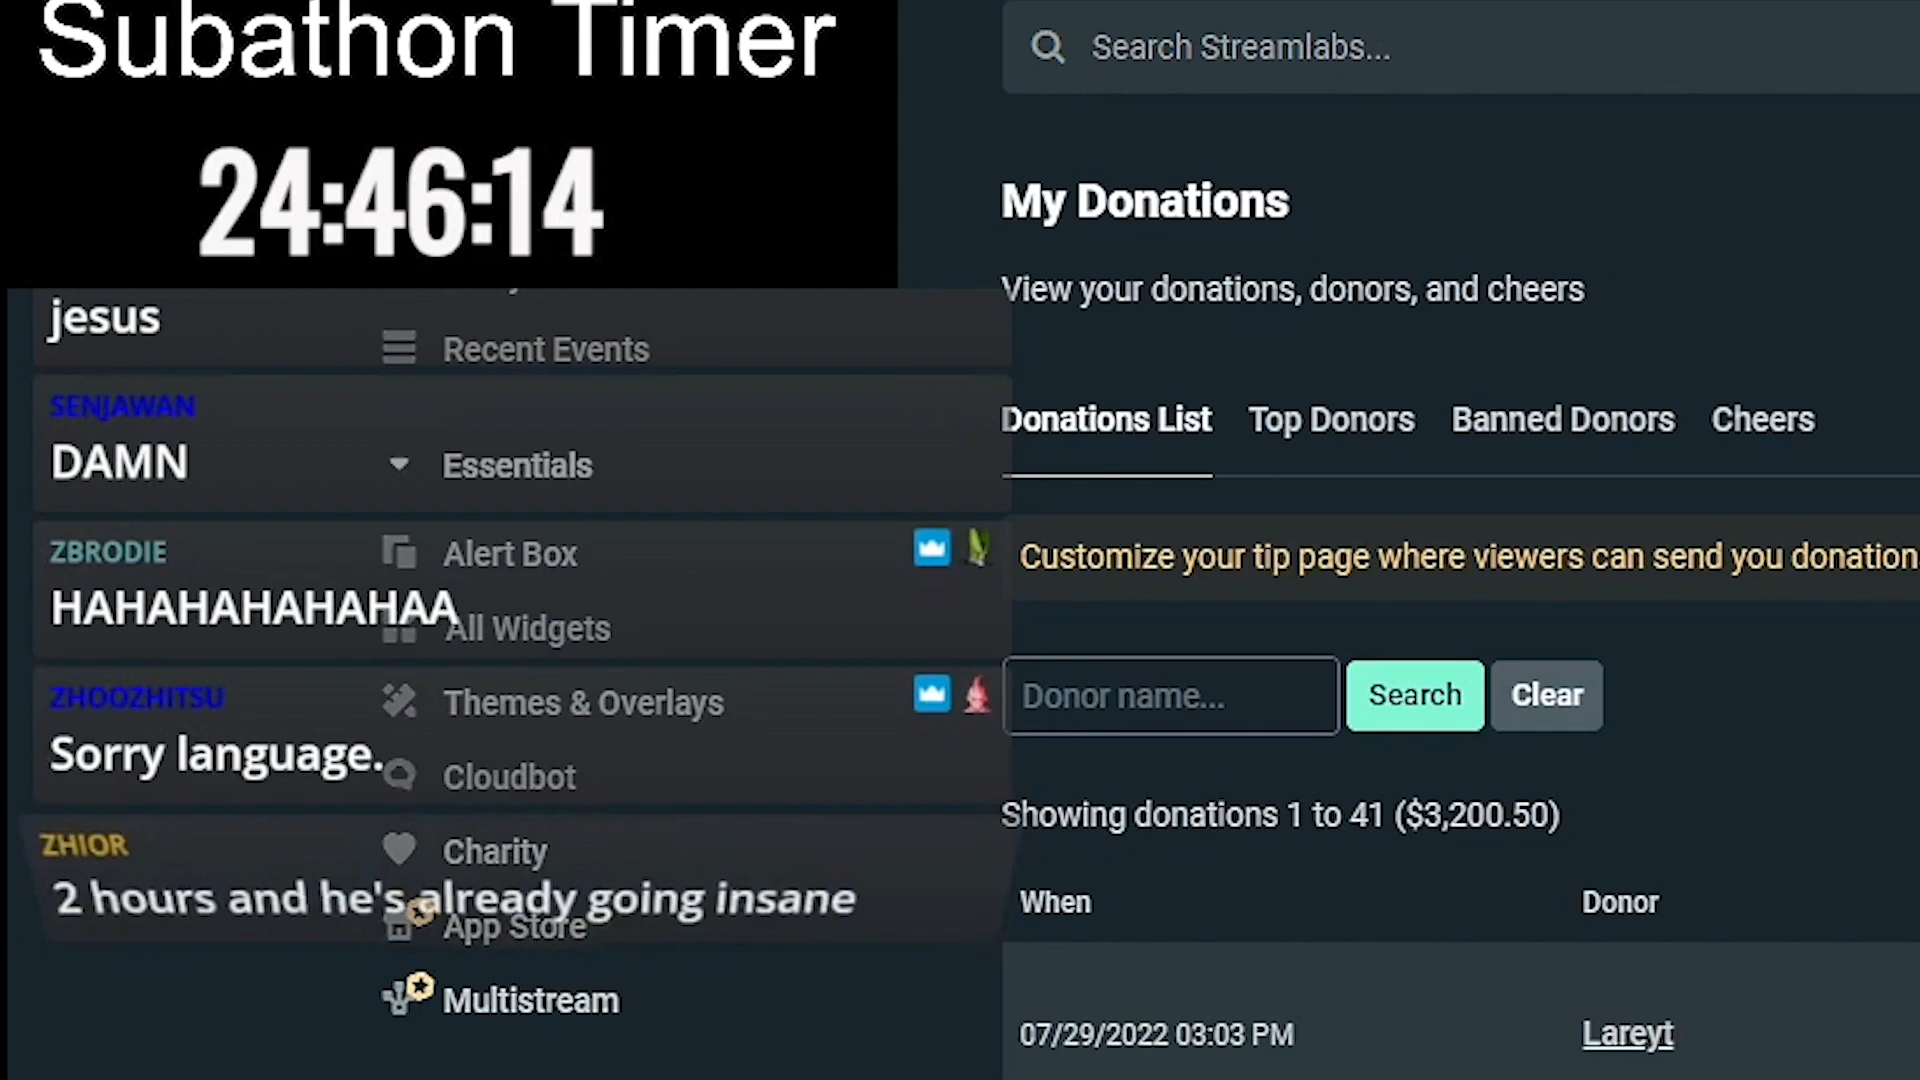 Subathon Timer
24:46:14
jesus
Recent Events
SENJAWAN
DAMN
Essentials
ZBRODIE
HAHAHAHAHAHAA
Alert Box
All Widgets
ZHOOZHITSU
Sorry language.
Themes & Overlays
Cloudbot
ZHIOR
2 hours and he's already going insane
Charity
App Store
Multistream
Search Streamlabs...
My Donations
View your donations, donors, and cheers
Donations List Top Donors Banned Donors Cheers
Customize your tip page where viewers can send you donation
Donor name... Search Clear
Showing donations 1 to 41 ($3,200.50)
When Donor
07/29/2022 03:03 PM Lareyt